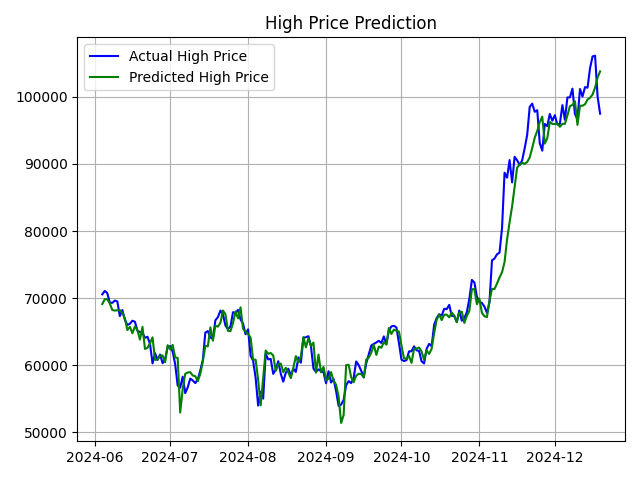 High Price Prediction
Actual High Price
Predicted High Price
100000
90000
80000
70000
60000
50000
2024-06 2024-07 2024-08 2024-09 2024-10 2024-11 2024-12